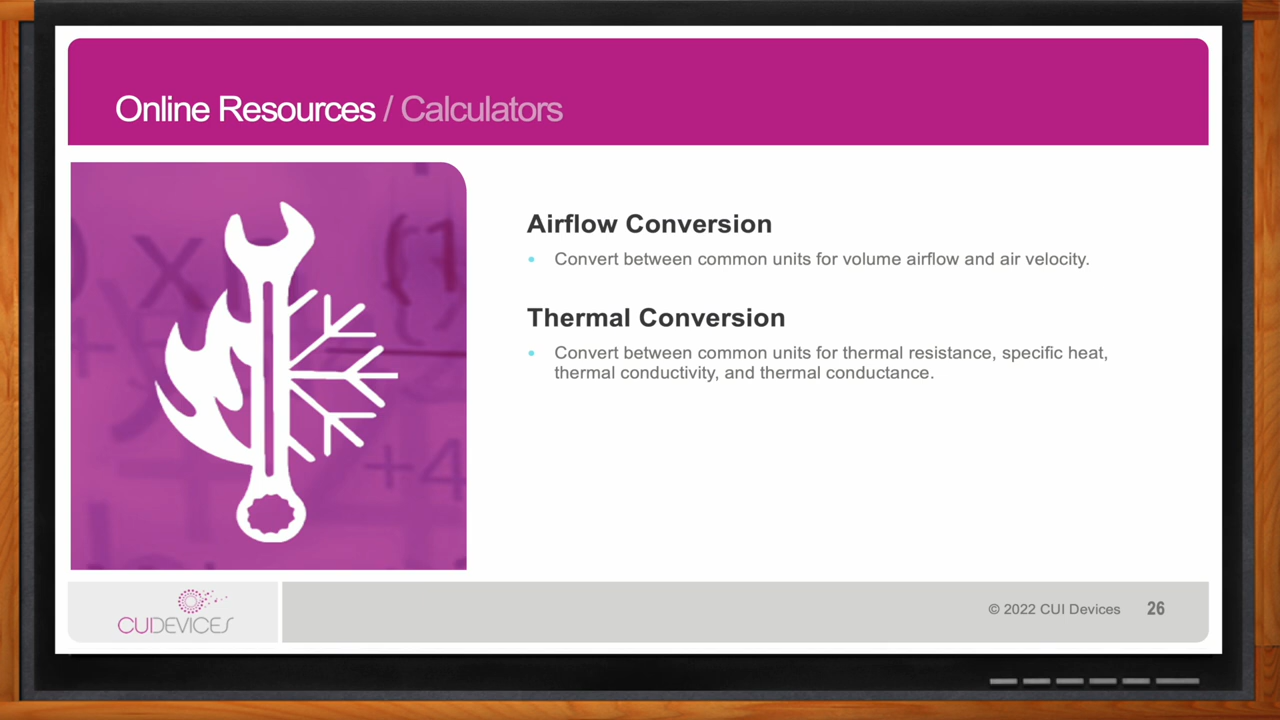 Online Resources / Calculators
Airflow Conversion
• Convert between common units for volume airflow and air velocity.
Thermal Conversion
• Convert between common units for thermal resistance, specific heat,
thermal conductivity, and thermal conductance.
CUIDEVICES
© 2022 CUI Devices 26